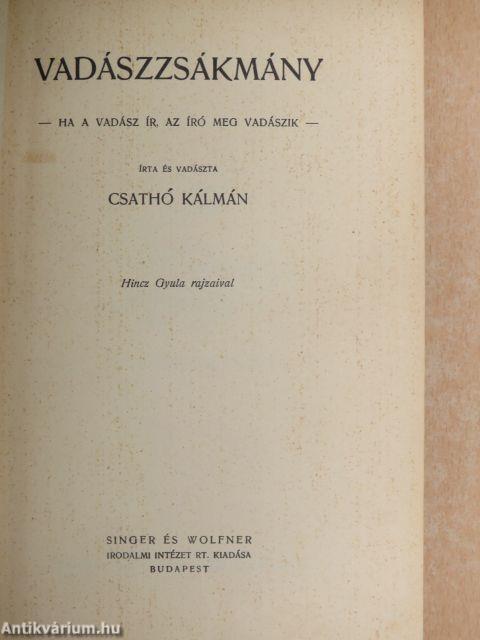 VADÁSZZSÁKMÁNY
— HA A VADÁSZ ÍR, AZ ÍRÓ MEG VADÁSZIK —
ÍRTA ÉS VADÁSZTA
CSATHÓ KÁLMÁN
Hincz Gyula rajzaival
SINGER ÉS WOLFNER
IRODALMI INTÉZET RT. KIADÁSA
BUDAPEST
Antikvárium.hu